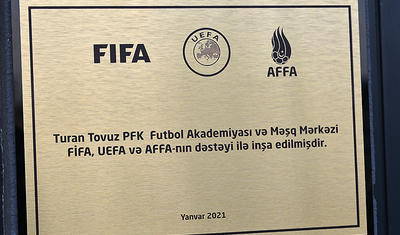 FIFA
UEFA
AFFA
Turan Tovuz PFK Futbol Akademiyası və Məşq Mərkəzi
FİFA, UEFA və AFFA-nın dəstəyi ilə inşa edilmişdir.
Yanvar 2021